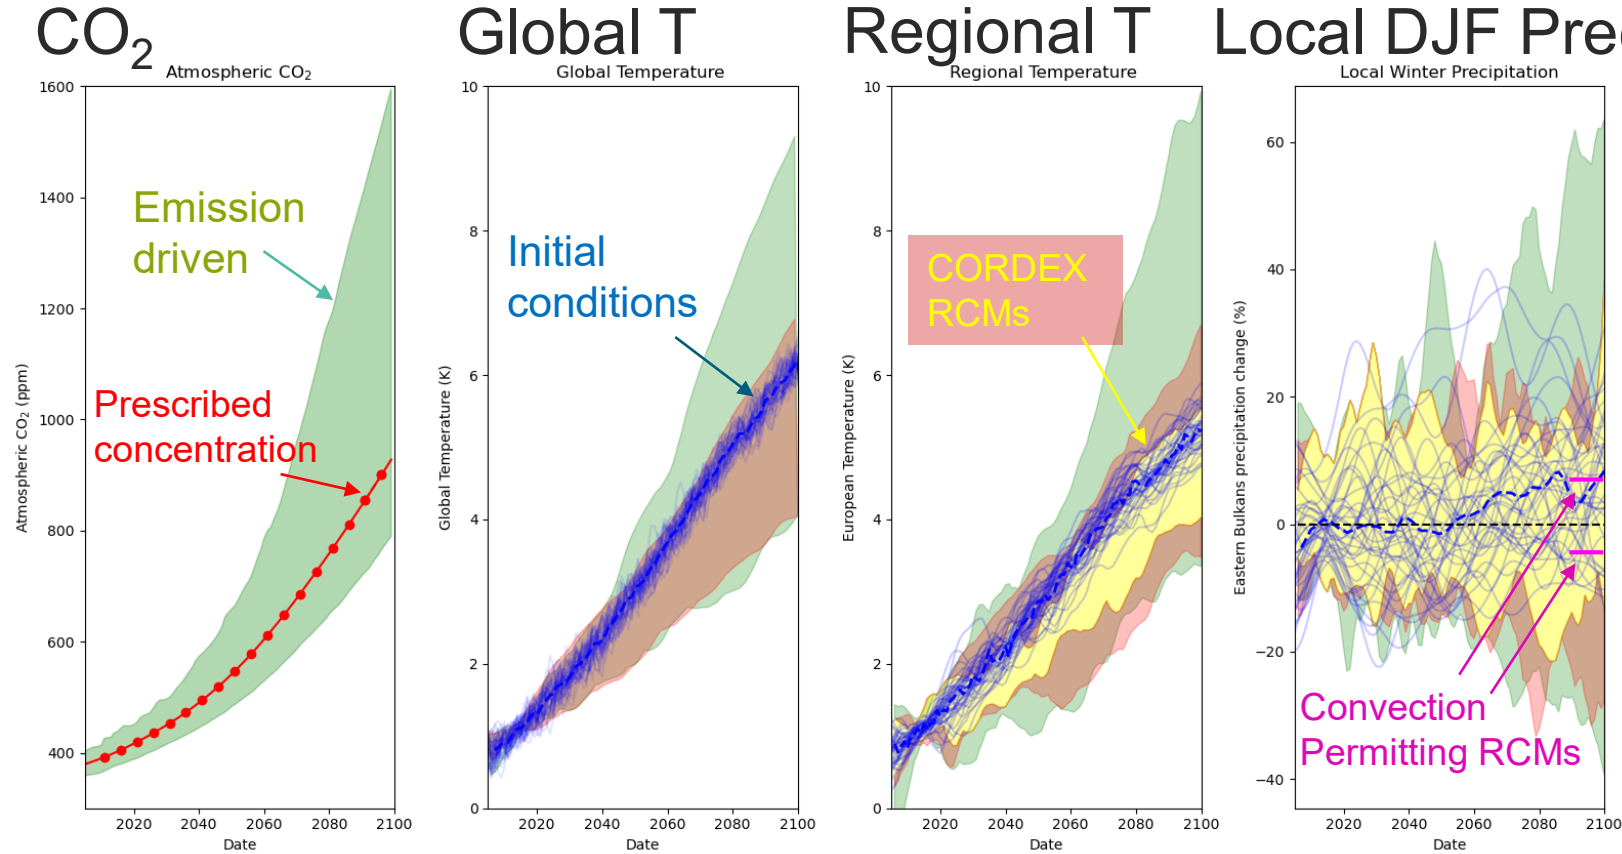 CO₂
Global T
Regional T
Local DJF Pre
Atmospheric CO₂
Global Temperature
Regional Temperature
Local Winter Precipitation
Atmospheric CO₂ (ppm)
1600
1400
1200
1000
800
600
400
2020 2040 2060 2080 2100
Date
Emission
driven
Prescribed
concentration
Global Temperature (K)
10
8
6
4
2
0
2020 2040 2060 2080 2100
Date
Initial
conditions
European Temperature (K)
10
8
6
4
2
0
2020 2040 2060 2080 2100
Date
CORDEX
RCMs
Eastern Bulkans precipitation change (%)
60
40
20
0
−20
−40
2020 2040 2060 2080 2100
Date
Convection
Permitting RCMs